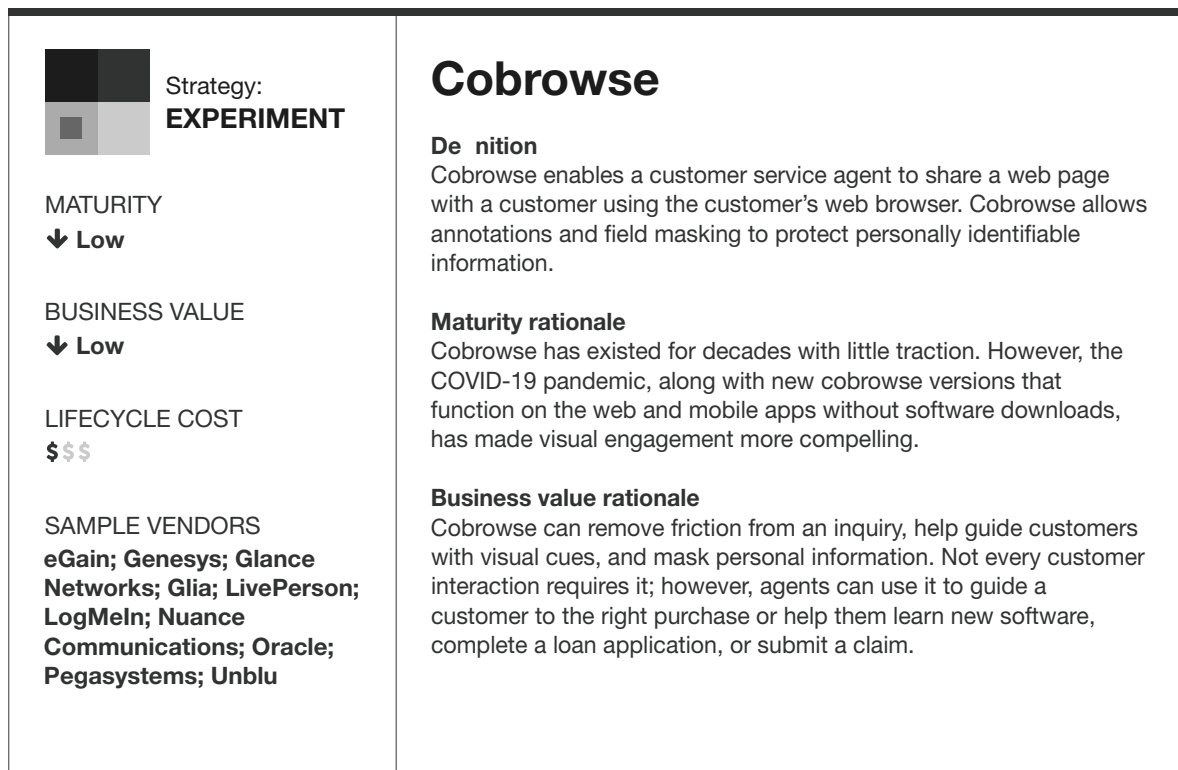 Strategy:
EXPERIMENT
MATURITY
↓ Low
BUSINESS VALUE
↓ Low
LIFECYCLE COST
$$$
SAMPLE VENDORS
eGain; Genesys; Glance
Networks; Glia; LivePerson;
LogMeIn; Nuance
Communications; Oracle;
Pegasystems; Unblu
Cobrowse
De nition
Cobrowse enables a customer service agent to share a web page
with a customer using the customer’s web browser. Cobrowse allows
annotations and field masking to protect personally identifiable
information.
Maturity rationale
Cobrowse has existed for decades with little traction. However, the
COVID-19 pandemic, along with new cobrowse versions that
function on the web and mobile apps without software downloads,
has made visual engagement more compelling.
Business value rationale
Cobrowse can remove friction from an inquiry, help guide customers
with visual cues, and mask personal information. Not every customer
interaction requires it; however, agents can use it to guide a
customer to the right purchase or help them learn new software,
complete a loan application, or submit a claim.